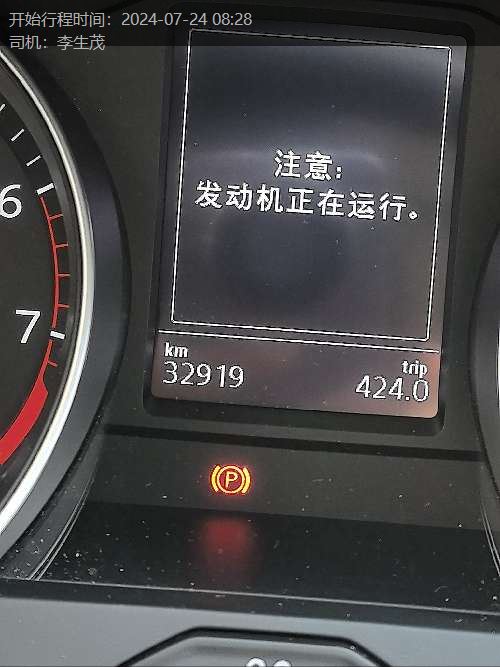 开始行程时间：2024-07-24 08:28
司机：李生茂
注意:
发动机正在运行。
6
7
km
trip
32919
424.0
P